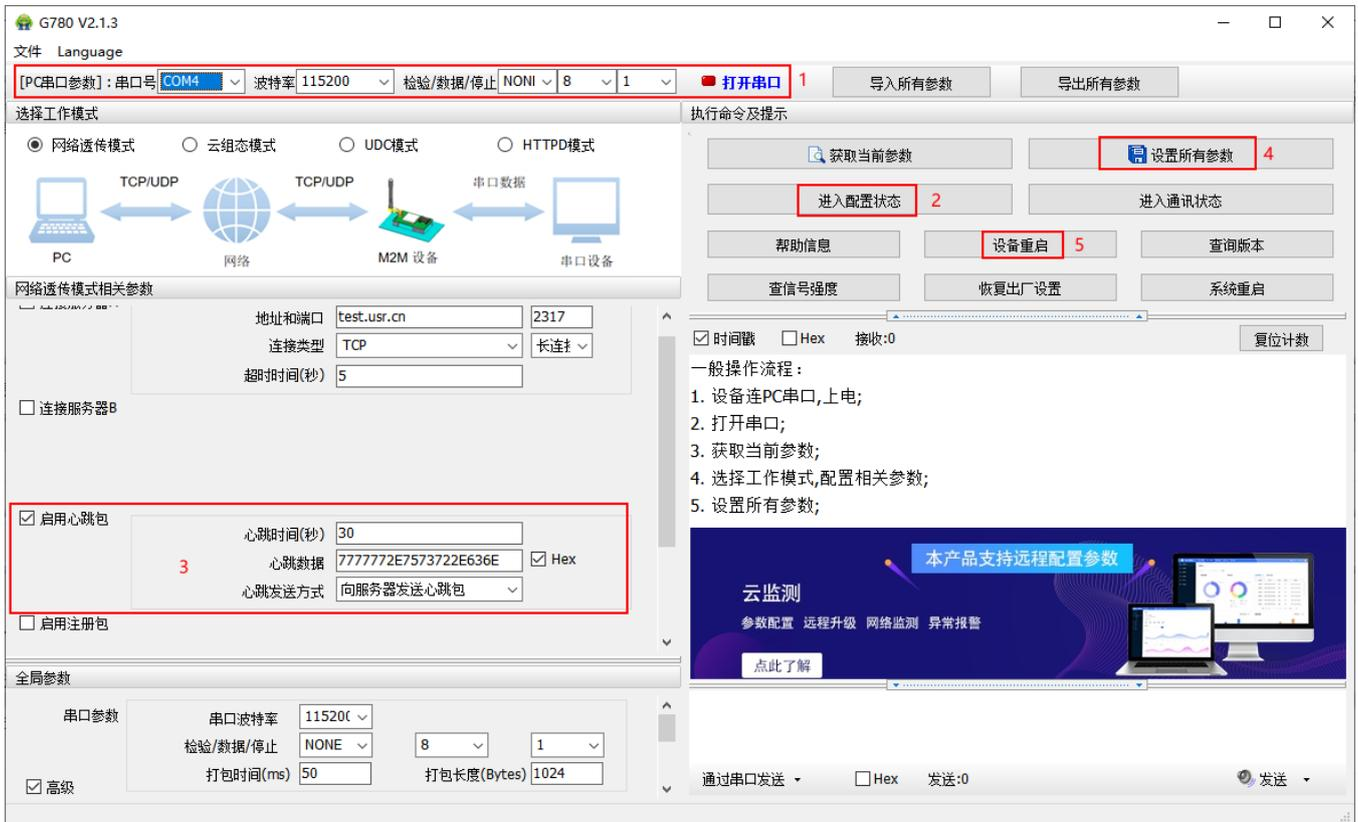 G780 V2.1.3
文件 Language
[PC串口参数]：串口号 COM4 波特率 115200 检验/数据/停止 NONI 8 1 打开串口 1 导入所有参数 导出所有参数
选择工作模式
网络透传模式 云组态模式 UDC模式 HTTPD模式
TCP/UDP TCP/UDP 串口数据
PC 网络 M2M 设备 串口设备
网络透传模式相关参数
地址和端口 test.usr.cn 2317
连接类型 TCP 长连接
超时时间(秒) 5
连接服务器B
启用心跳包
心跳时间(秒) 30
3 心跳数据 7777772E7573722E636E Hex
心跳发送方式 向服务器发送心跳包
启用注册包
全局参数
串口参数 串口波特率 115200
检验/数据/停止 NONE 8 1
打包时间(ms) 50 打包长度(Bytes) 1024
高级
执行命令及提示
获取当前参数 设置所有参数 4
进入配置状态 2 进入通讯状态
帮助信息 设备重启 5 查询版本
查信号强度 恢复出厂设置 系统重启
时间戳 Hex 接收:0 复位计数
一般操作流程：
1. 设备连PC串口,上电;
2. 打开串口;
3. 获取当前参数;
4. 选择工作模式,配置相关参数;
5. 设置所有参数;
本产品支持远程配置参数
云监测
参数配置 远程升级 网络监测 异常报警
点此了解
通过串口发送 Hex 发送:0 发送